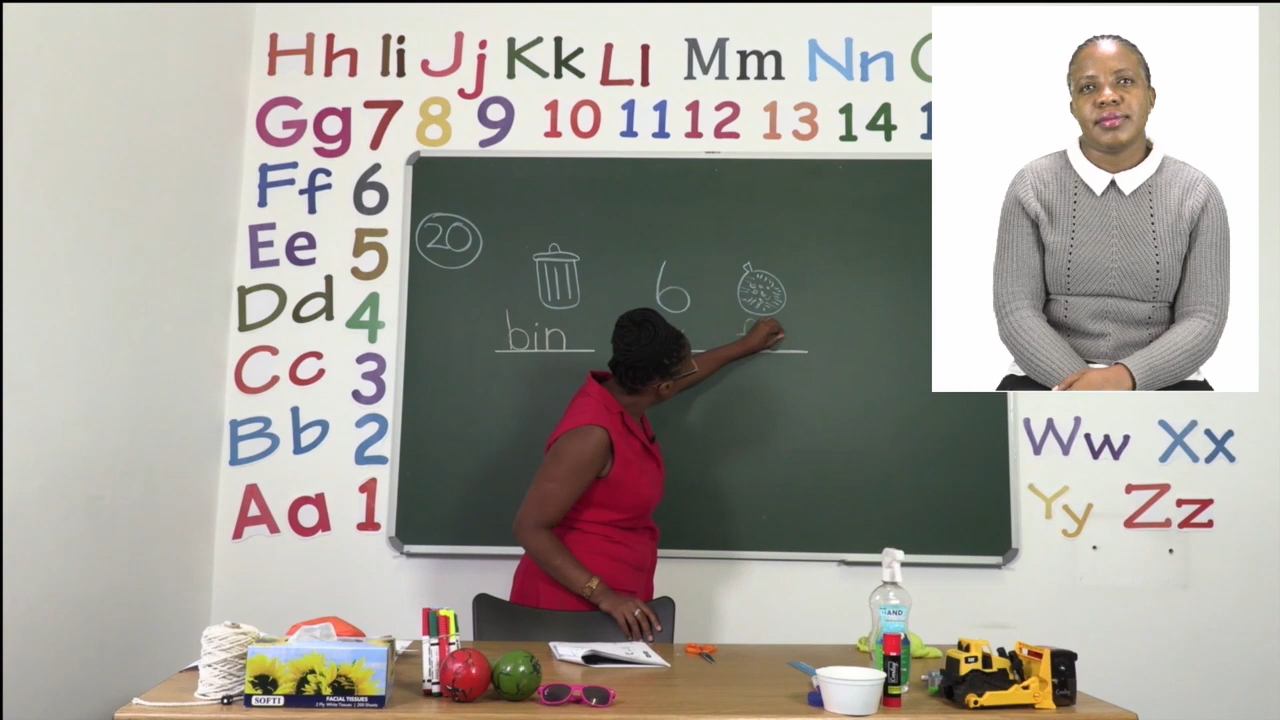 Hh Ii Jj Kk Ll Mm Nn
Gg 7 8 9 10 11 12 13 14
Ff 6
Ee 5
Dd 4
Cc 3
Bb 2
Aa 1
20
6
bin
f
Ww Xx
Yy Zz
SOFTI
FACIAL TISSUES
HAND